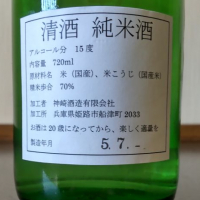 清酒 純米酒
アルコール分 15度
内容量 720ml
原材料名 米(国産)、米こうじ(国産米)
精米歩合 70%
加工者 神崎酒造有限会社
加工所 兵庫県姫路市船津町2033
お酒は20歳になってから、楽しく適量を
製造年月 5.7.-